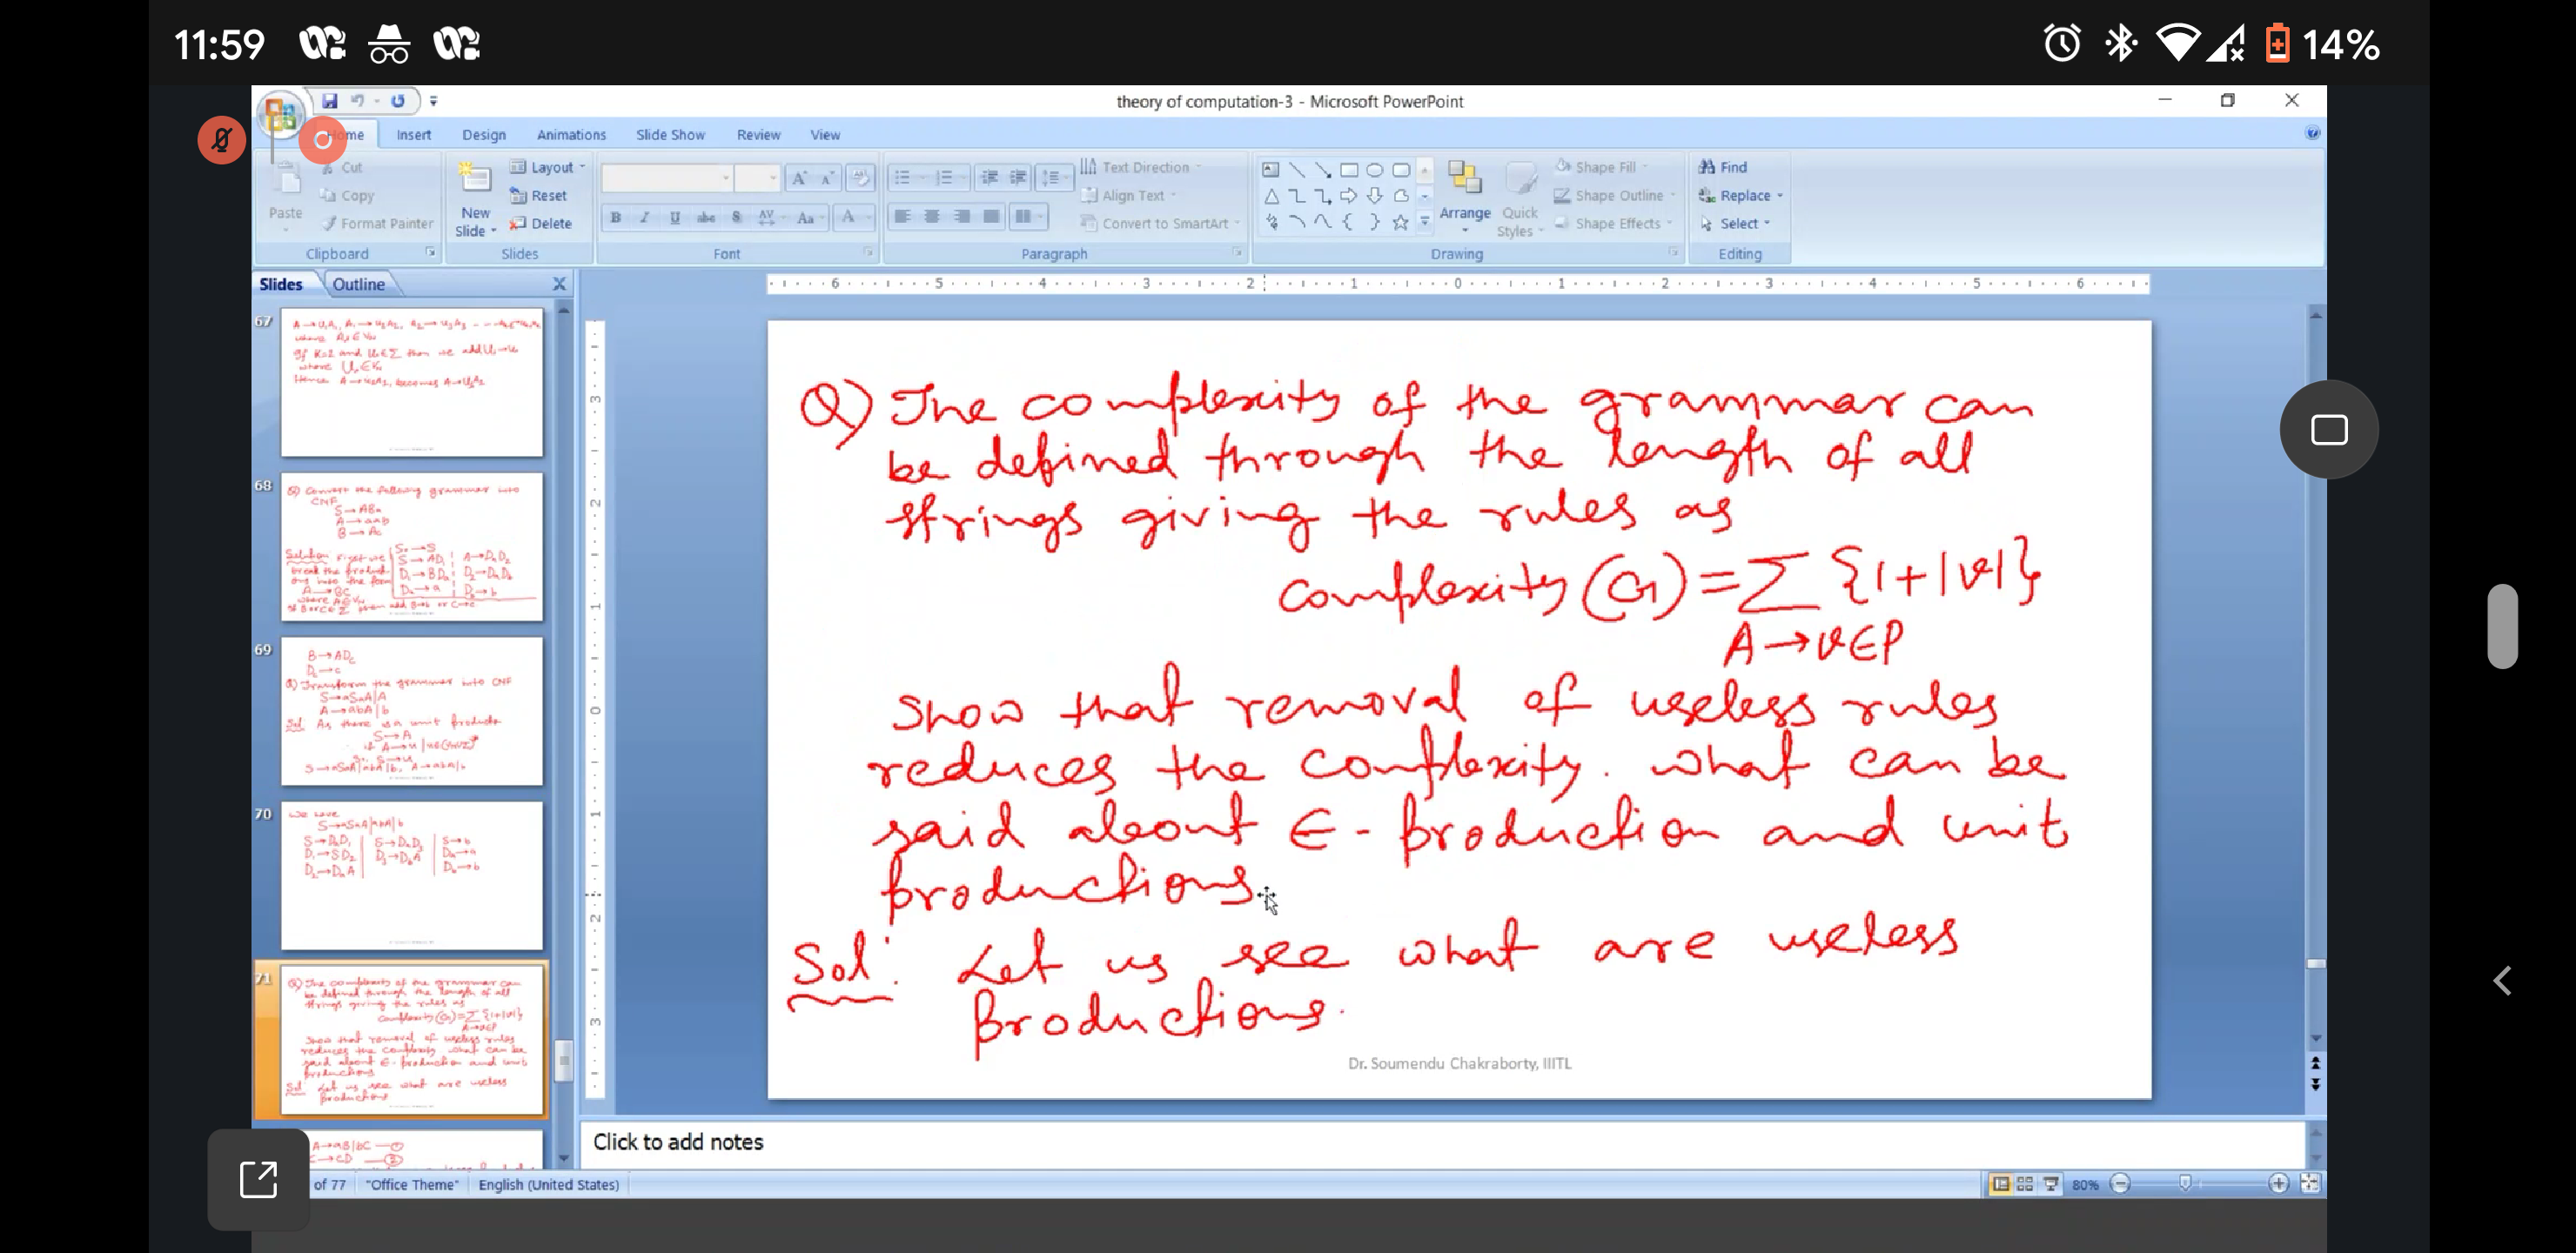 11:59
14%
theory of computation-3 - Microsoft PowerPoint
Insert
Design
Animations
Slide Show
Review
View
Cut
Copy
Format Painter
Paste
Clipboard
New
Slide
Layout
Reset
Delete
Slides
Font
Text Direction
Align Text
Convert to SmartArt
Paragraph
Arrange
Quick
Styles
Shape Fill
Shape Outline
Shape Effects
Drawing
Find
Replace
Select
Editing
Slides
Outline
67
68
69
70
71
Q) The complexity of the grammar can
be defined through the length of all
strings giving the rules as
complexity (G) = Σ {1+|v|}
A→v∈P
Show that removal of useless rules
reduces the complexity. What can be
said about ∈-production and unit
productions.
Sol: Let us see what are useless
productions.
Dr. Soumendu Chakraborty, IIITL
Click to add notes
of 77
"Office Theme"
English (United States)
80%